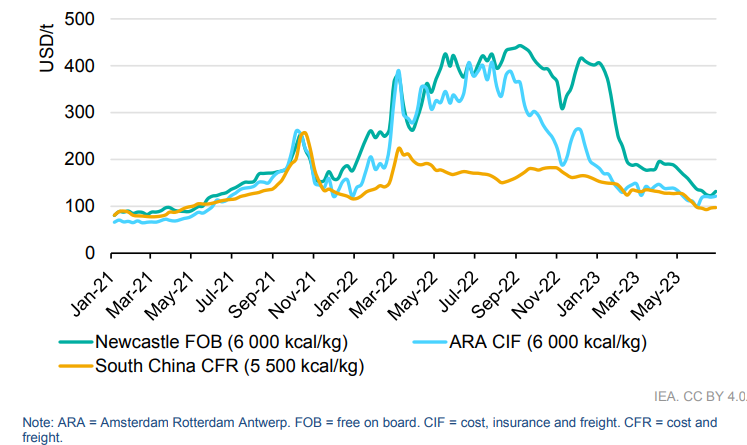 USD/t
500
400
300
200
100
0
Jan-21
Mar-21
May-21
Jul-21
Sep-21
Nov-21
Jan-22
Mar-22
May-22
Jul-22
Sep-22
Nov-22
Jan-23
Mar-23
May-23
Newcastle FOB (6 000 kcal/kg)
ARA CIF (6 000 kcal/kg)
South China CFR (5 500 kcal/kg)
IEA. CC BY 4.0.
Note: ARA = Amsterdam Rotterdam Antwerp. FOB = free on board. CIF = cost, insurance and freight. CFR = cost and
freight.